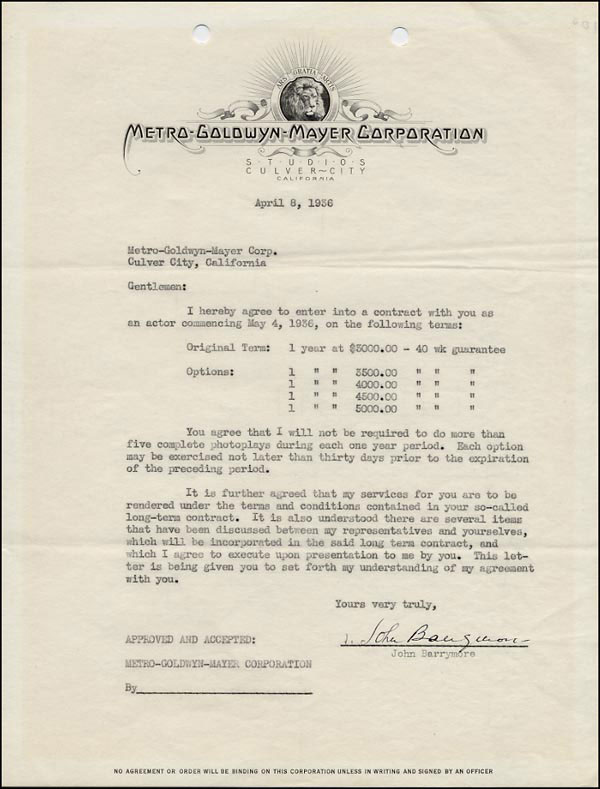 ARS GRATIA ARTIS
METRO-GOLDWYN-MAYER CORPORATION
STUDIOS
CULVER~CITY
CALIFORNIA
April 8, 1936
Metro-Goldwyn-Mayer Corp.
Culver City, California
Gentlemen:
I hereby agree to enter into a contract with you as
an actor commencing May 4, 1936, on the following terms:
Original Term: 1 year at $3000.00 - 40 wk guarantee
Options: 1 " " 3500.00 " " "
1 " " 4000.00 " " "
1 " " 4500.00 " " "
1 " " 5000.00 " " "
You agree that I will not be required to do more than
five complete photoplays during each one year period. Each option
may be exercised not later than thirty days prior to the expiration
of the preceding period.
It is further agreed that my services for you are to be
rendered under the terms and conditions contained in your so-called
long-term contract. It is also understood there are several items
that have been discussed between my representatives and yourselves,
which will be incorporated in the said long term contract, and
which I agree to execute upon presentation to me by you. This let-
ter is being given you to set forth my understanding of my agreement
with you.
Yours very truly,
John Barrymore
APPROVED AND ACCEPTED:
John Barrymore
METRO-GOLDWYN-MAYER CORPORATION
By
NO AGREEMENT OR ORDER WILL BE BINDING ON THIS CORPORATION UNLESS IN WRITING AND SIGNED BY AN OFFICER